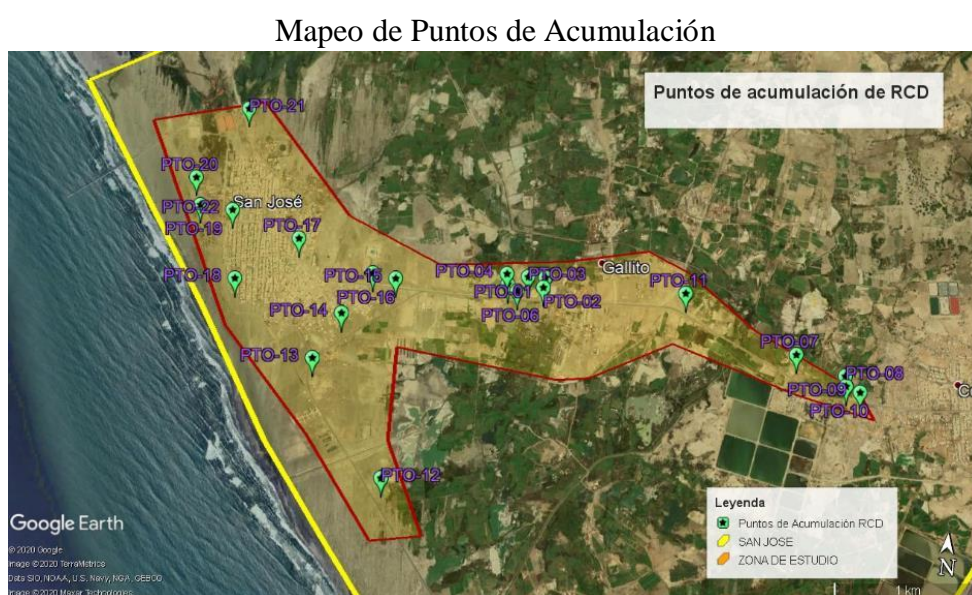 Mapeo de Puntos de Acumulación
Puntos de acumulación de RCD
PTO-21
PTO-20
San José
PTO-22
PTO-19
PTO-17
PTO-18
PTO-15
PTO-16
PTO-14
PTO-13
PTO-12
PTO-04
PTO-03
PTO-01
PTO-02
PTO-06
Gallito
PTO-11
PTO-07
PTO-08
PTO-09
PTO-10
Leyenda
Puntos de Acumulación RCD
SAN JOSE
ZONA DE ESTUDIO
Google Earth
© 2020 Google
Image © 2020 TerraMetrics
Data SIO, NOAA, U.S. Navy, NGA, GEBCO
Image © 2020 Maxar Technologies
N
1 km